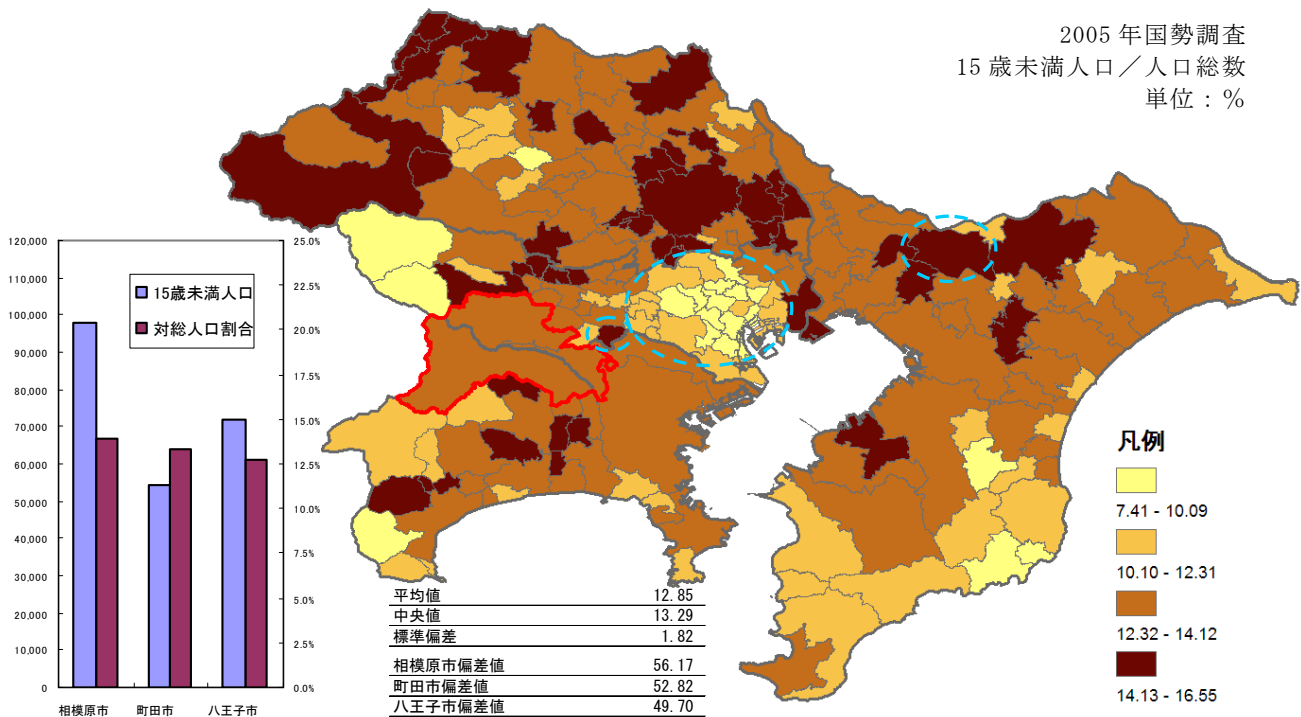 2005年国勢調査
15歳未満人口／人口総数
単位：％
120,000
110,000
100,000
90,000
80,000
70,000
60,000
50,000
40,000
30,000
20,000
10,000
0
25.0%
22.5%
20.0%
17.5%
15.0%
12.5%
10.0%
7.5%
5.0%
2.5%
0.0%
15歳未満人口
対総人口割合
相模原市 町田市 八王子市
平均値 12.85
中央値 13.29
標準偏差 1.82
相模原市偏差値 56.17
町田市偏差値 52.82
八王子市偏差値 49.70
凡例
7.41 - 10.09
10.10 - 12.31
12.32 - 14.12
14.13 - 16.55